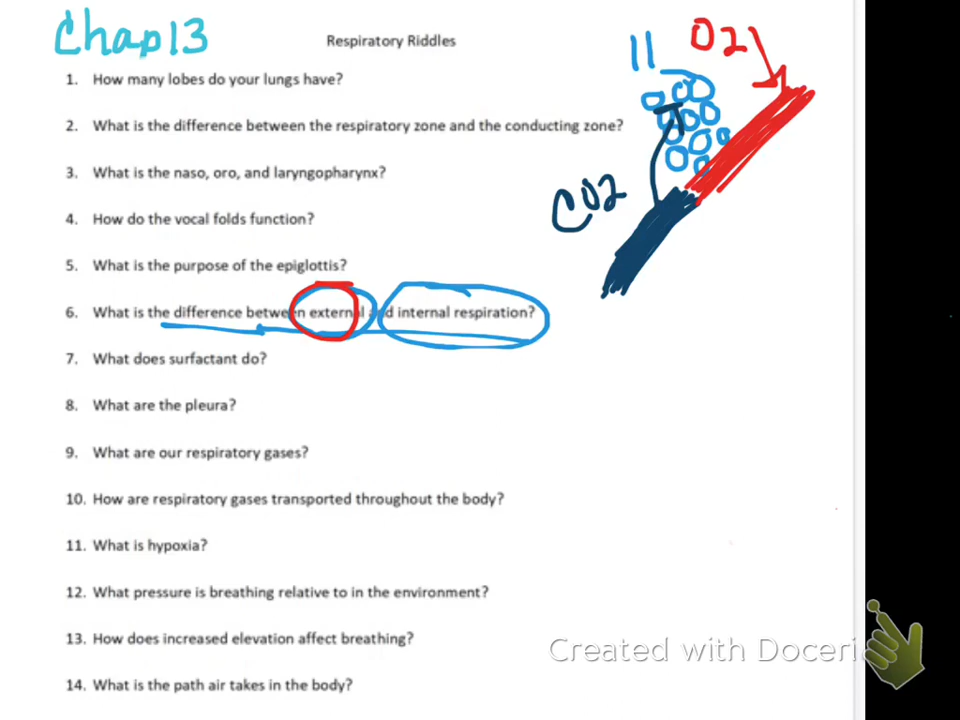 Chap 13
Respiratory Riddles
O2
1. How many lobes do your lungs have?
2. What is the difference between the respiratory zone and the conducting zone?
3. What is the naso, oro, and laryngopharynx?
CO2
4. How do the vocal folds function?
5. What is the purpose of the epiglottis?
6. What is the difference between external and internal respiration?
7. What does surfactant do?
8. What are the pleura?
9. What are our respiratory gases?
10. How are respiratory gases transported throughout the body?
11. What is hypoxia?
12. What pressure is breathing relative to in the environment?
13. How does increased elevation affect breathing?
Created with Doceri
14. What is the path air takes in the body?